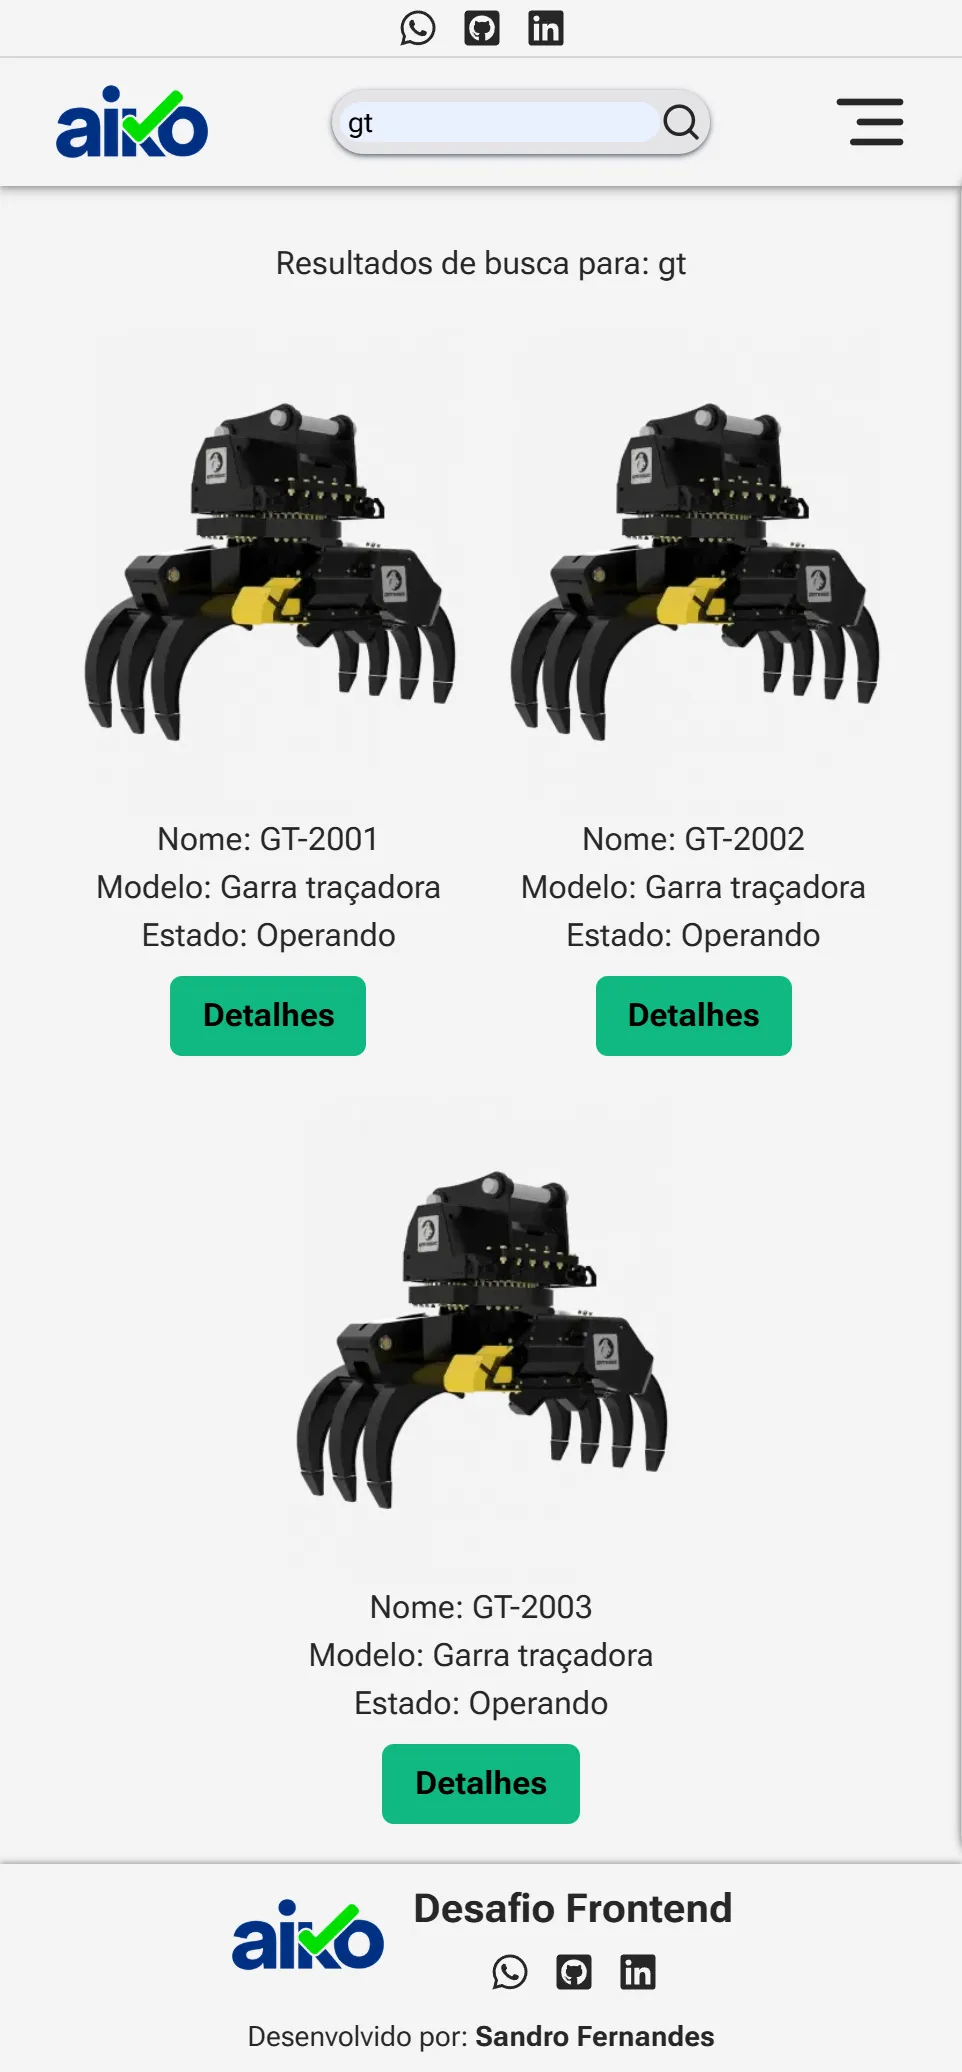 aiko
gt
Resultados de busca para: gt
Nome: GT-2001
Modelo: Garra traçadora
Estado: Operando
Detalhes
Nome: GT-2002
Modelo: Garra traçadora
Estado: Operando
Detalhes
Nome: GT-2003
Modelo: Garra traçadora
Estado: Operando
Detalhes
aiko
Desafio Frontend
in
Desenvolvido por: Sandro Fernandes